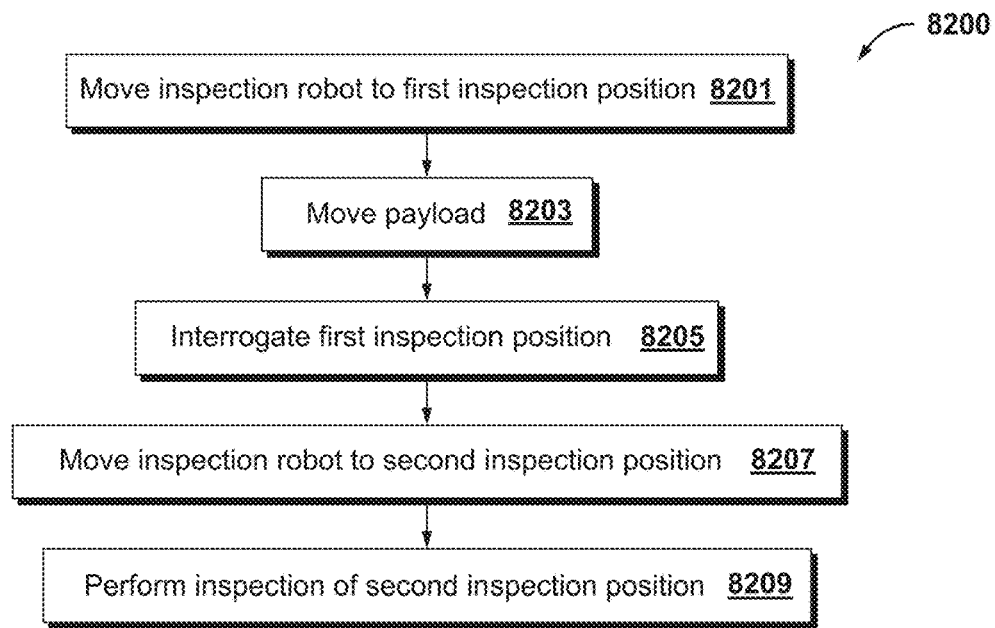 8200
Move inspection robot to first inspection position 8201
Move payload 8203
Interrogate first inspection position 8205
Move inspection robot to second inspection position 8207
Perform inspection of second inspection position 8209